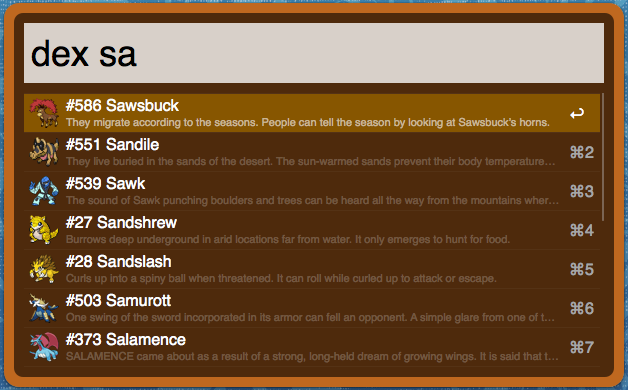 dex sa
#586 Sawsbuck
They migrate according to the seasons. People can tell the season by looking at Sawsbuck's horns.
#551 Sandile
They live buried in the sands of the desert. The sun-warmed sands prevent their body temperature… ⌘2
#539 Sawk
The sound of Sawk punching boulders and trees can be heard all the way from the mountains wher… ⌘3
#27 Sandshrew
Burrows deep underground in arid locations far from water. It only emerges to hunt for food. ⌘4
#28 Sandslash
Curls up into a spiny ball when threatened. It can roll while curled up to attack or escape. ⌘5
#503 Samurott
One swing of the sword incorporated in its armor can fell an opponent. A simple glare from one of t… ⌘6
#373 Salamence
SALAMENCE came about as a result of a strong, long-held dream of growing wings. It is said that t… ⌘7